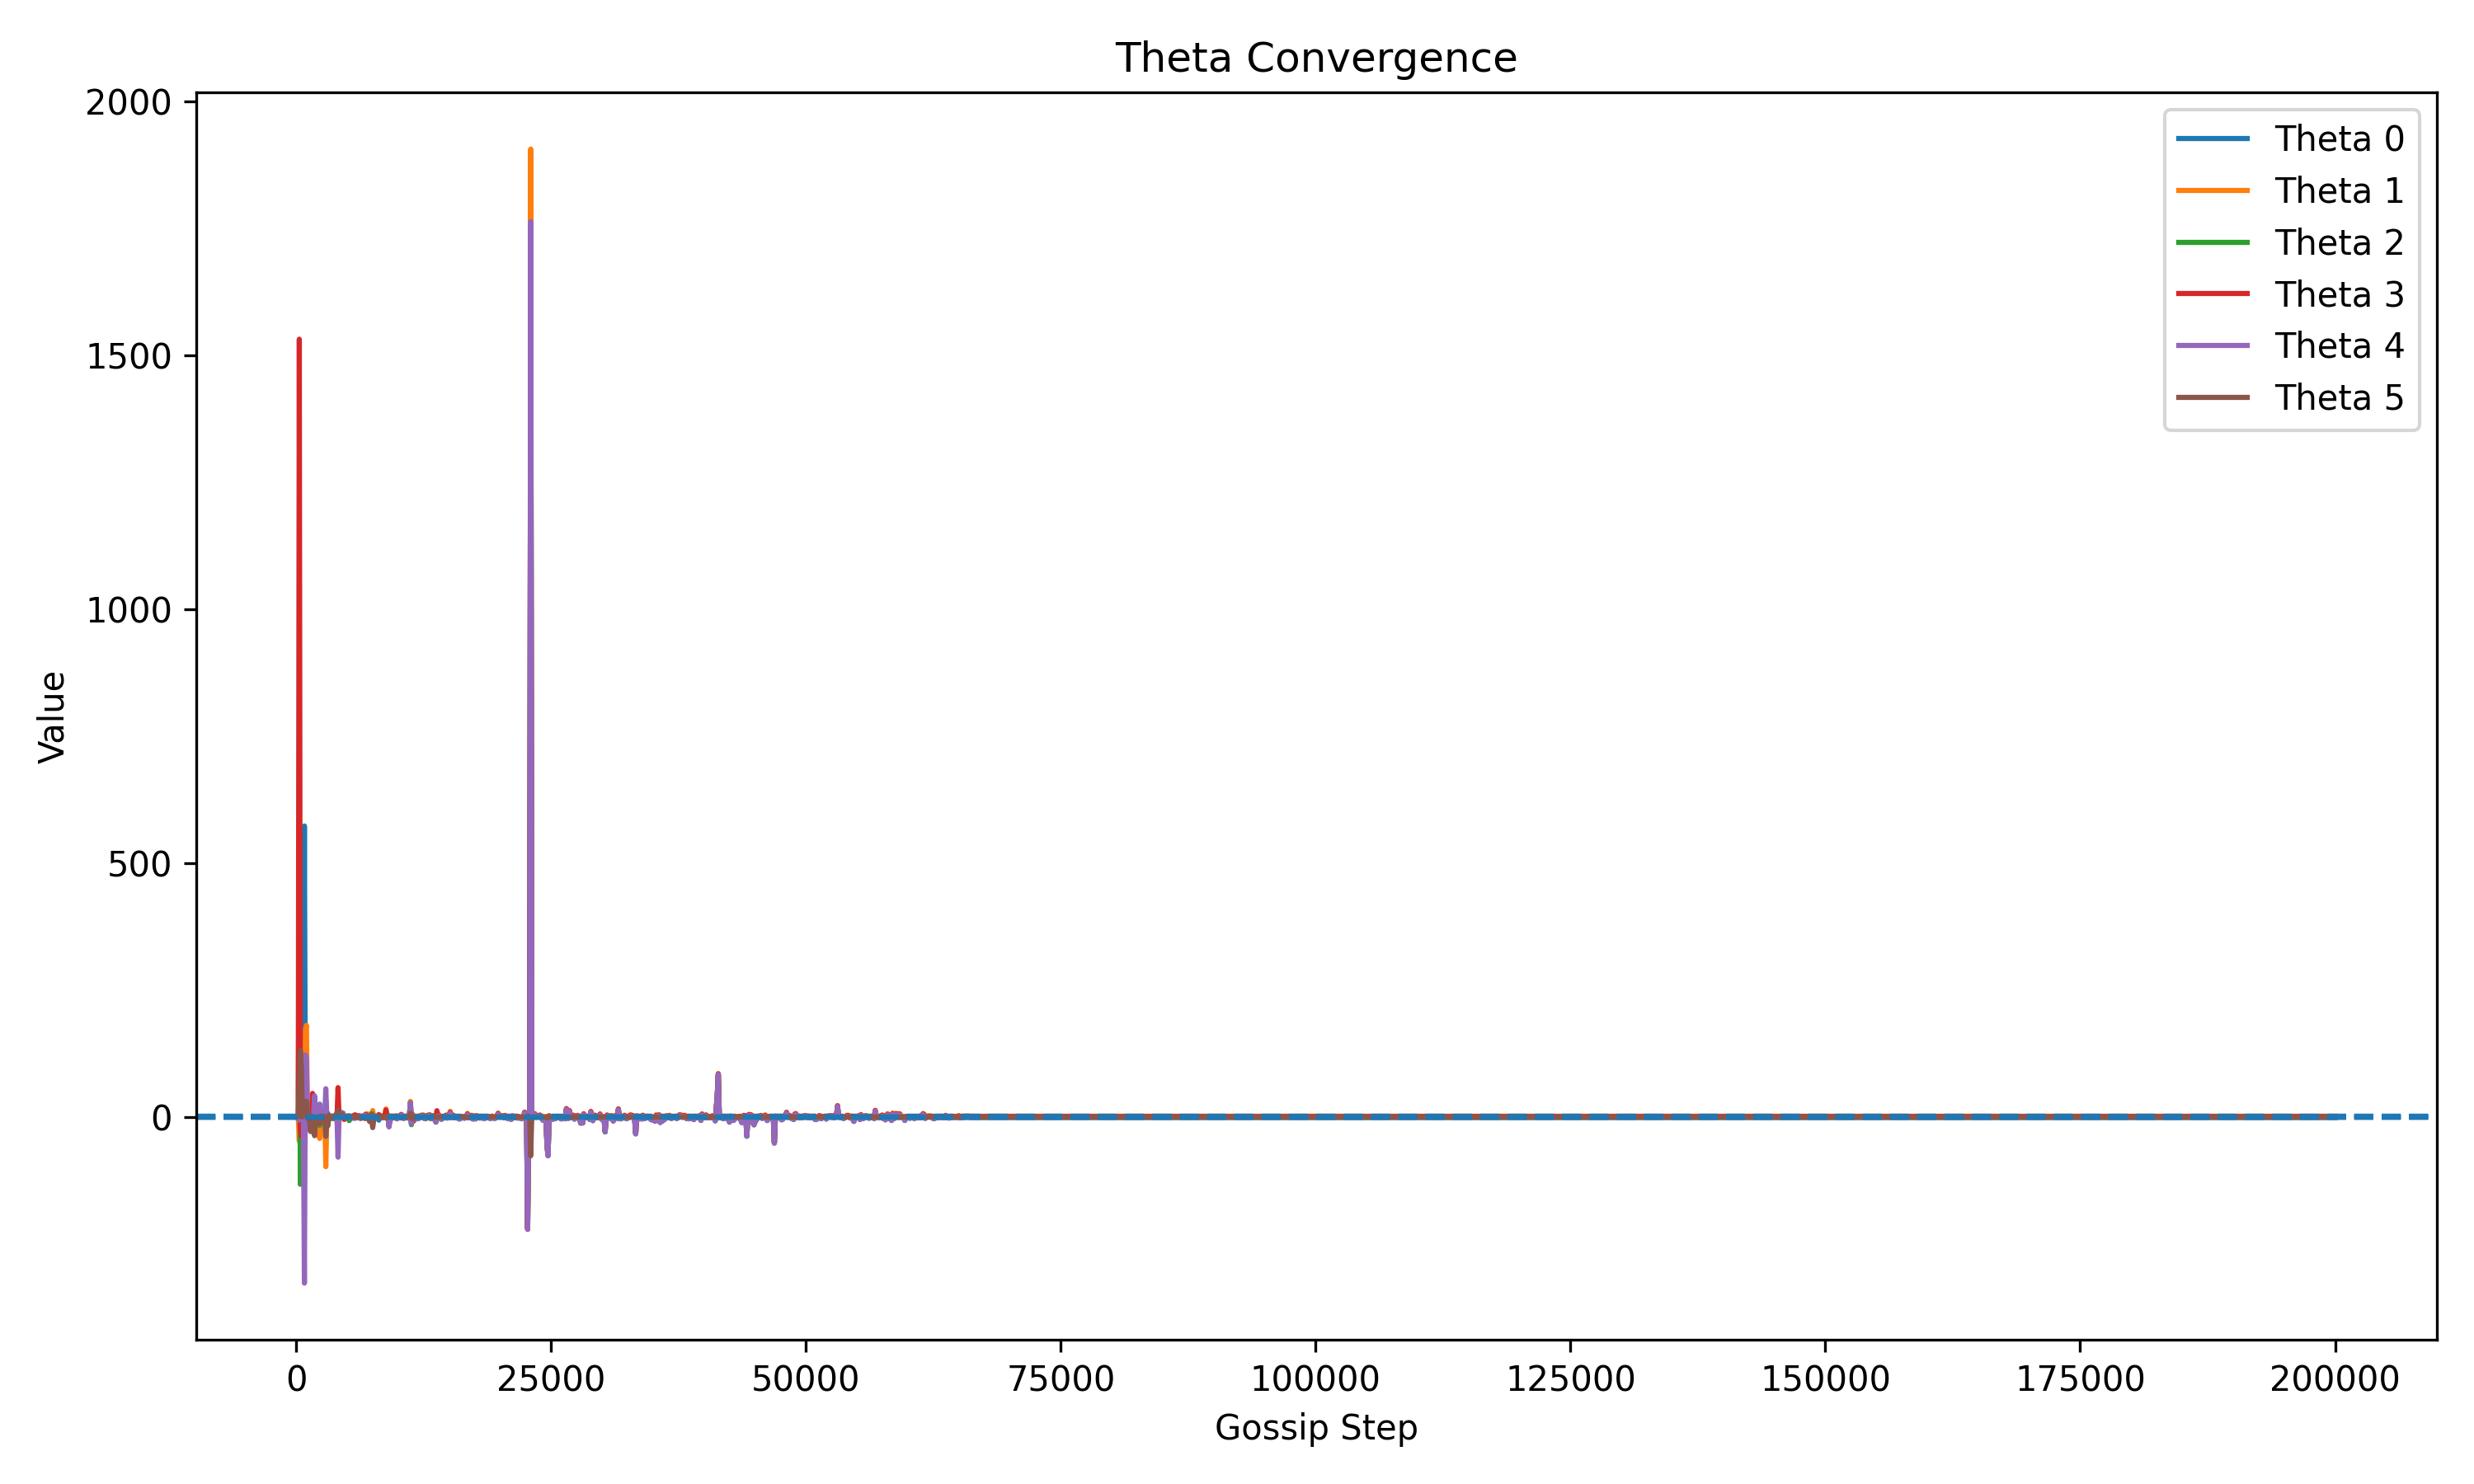 Theta Convergence
2000
1500
1000
500
0
Value
0 25000 50000 75000 100000 125000 150000 175000 200000
Gossip Step
Theta 0
Theta 1
Theta 2
Theta 3
Theta 4
Theta 5